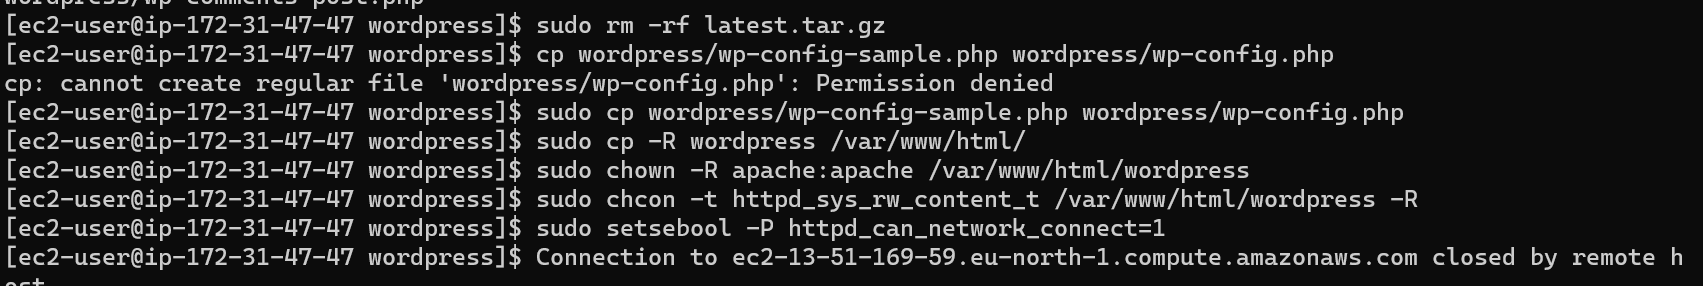 wordpress/wp-comments-post.php
[ec2-user@ip-172-31-47-47 wordpress]$ sudo rm -rf latest.tar.gz
[ec2-user@ip-172-31-47-47 wordpress]$ cp wordpress/wp-config-sample.php wordpress/wp-config.php
cp: cannot create regular file 'wordpress/wp-config.php': Permission denied
[ec2-user@ip-172-31-47-47 wordpress]$ sudo cp wordpress/wp-config-sample.php wordpress/wp-config.php
[ec2-user@ip-172-31-47-47 wordpress]$ sudo cp -R wordpress /var/www/html/
[ec2-user@ip-172-31-47-47 wordpress]$ sudo chown -R apache:apache /var/www/html/wordpress
[ec2-user@ip-172-31-47-47 wordpress]$ sudo chcon -t httpd_sys_rw_content_t /var/www/html/wordpress -R
[ec2-user@ip-172-31-47-47 wordpress]$ sudo setsebool -P httpd_can_network_connect=1
[ec2-user@ip-172-31-47-47 wordpress]$ Connection to ec2-13-51-169-59.eu-north-1.compute.amazonaws.com closed by remote h
ost